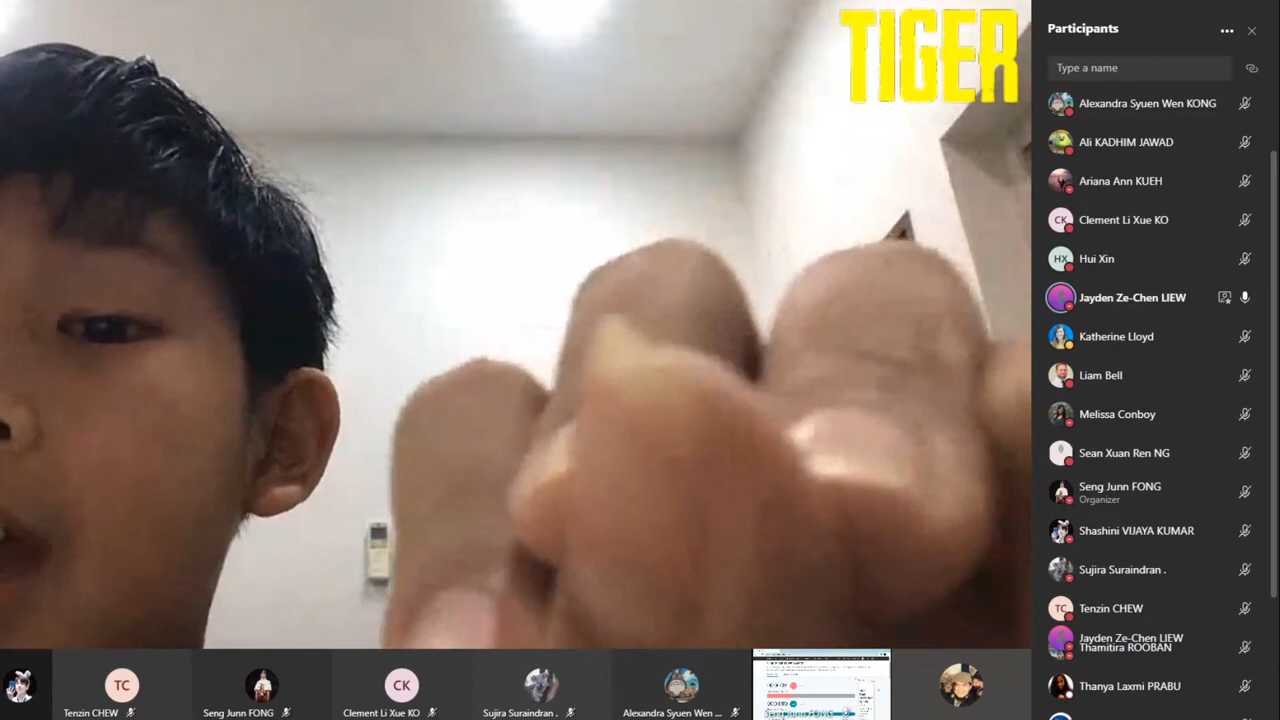 TIGER
Participants
Type a name
Alexandra Syuen Wen KONG
Ali KADHIM JAWAD
Ariana Ann KUEH
CK Clement Li Xue KO
HX Hui Xin
Jayden Ze-Chen LIEW
Katherine Lloyd
Liam Bell
Melissa Conboy
Sean Xuan Ren NG
Seng Junn FONG
Organizer
Shashini VIJAYA KUMAR
Sujira Suraindran .
TC Tenzin CHEW
Jayden Ze-Chen LIEW
Thamitira ROOBAN
Thanya Laxmi PRABU
TC
CK
Tenzin CHEW
Seng Junn FONG
Clement Li Xue KO
Sujira Suraindran .
Alexandra Syuen Wen ...
Seng Junn FONG